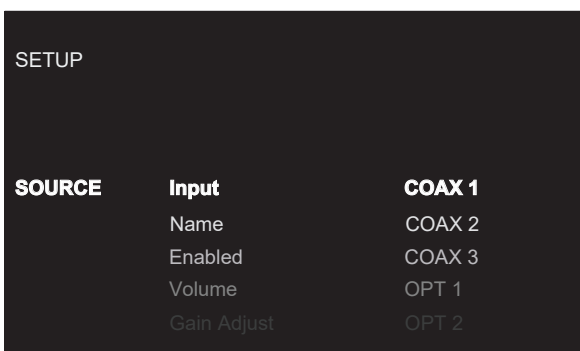 SETUP
SOURCE Input COAX 1
Name COAX 2
Enabled COAX 3
Volume OPT 1
Gain Adjust OPT 2